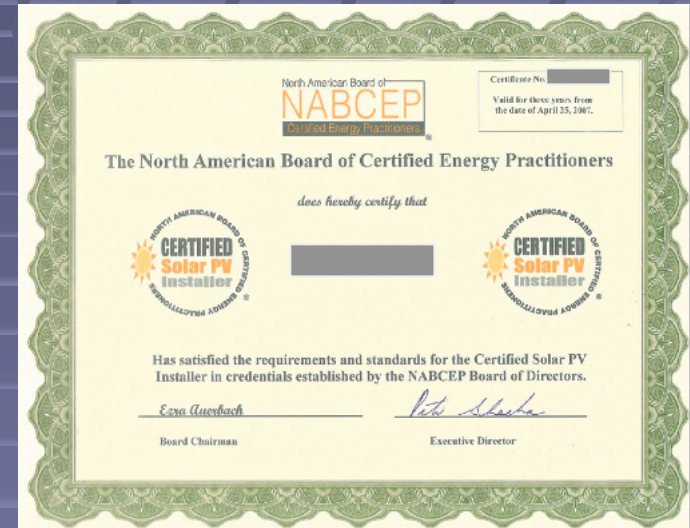 North American Board of
NABCEP
Certified Energy Practitioners
®
Certificate No.
Valid for three years from
the date of April 25, 2007.
The North American Board of Certified Energy Practitioners
does hereby certify that
NORTH AMERICAN BOARD OF CERTIFIED ENERGY PRACTITIONERS
CERTIFIED
Solar PV
Installer
®
NORTH AMERICAN BOARD OF CERTIFIED ENERGY PRACTITIONERS
CERTIFIED
Solar PV
Installer
®
Has satisfied the requirements and standards for the Certified Solar PV
Installer in credentials established by the NABCEP Board of Directors.
Ezra Auerbach
Board Chairman
Executive Director